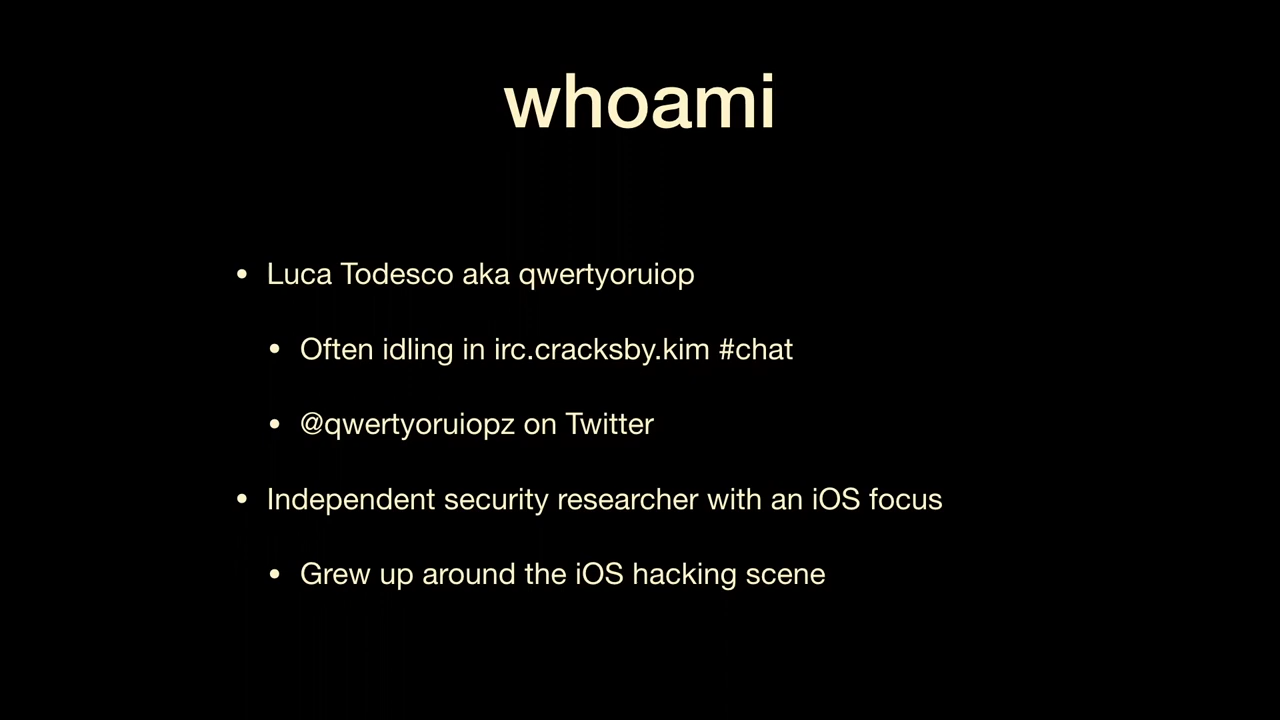 whoami
• Luca Todesco aka qwertyoruiop
• Often idling in irc.cracksby.kim #chat
• @qwertyoruiopz on Twitter
• Independent security researcher with an iOS focus
• Grew up around the iOS hacking scene